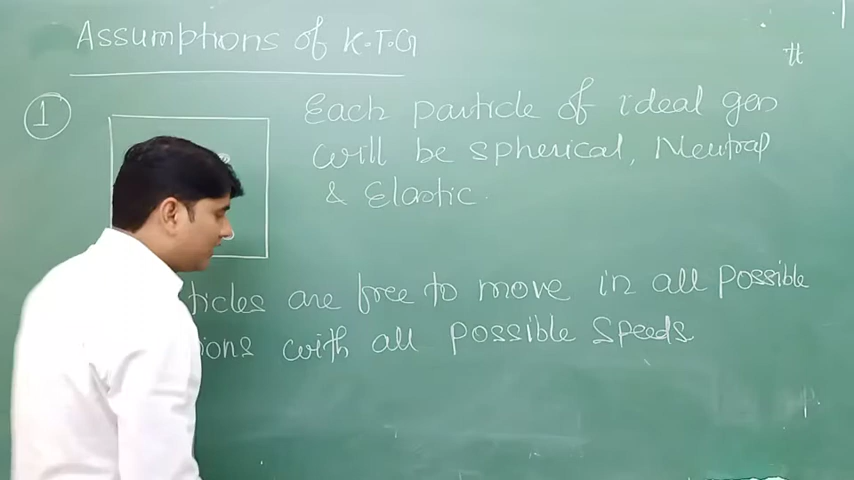 Assumptions of K.T.G
1
Each particle of ideal gas
will be spherical, Neutral
& Elastic.
ticles are free to move in all possible
ions with all possible speeds